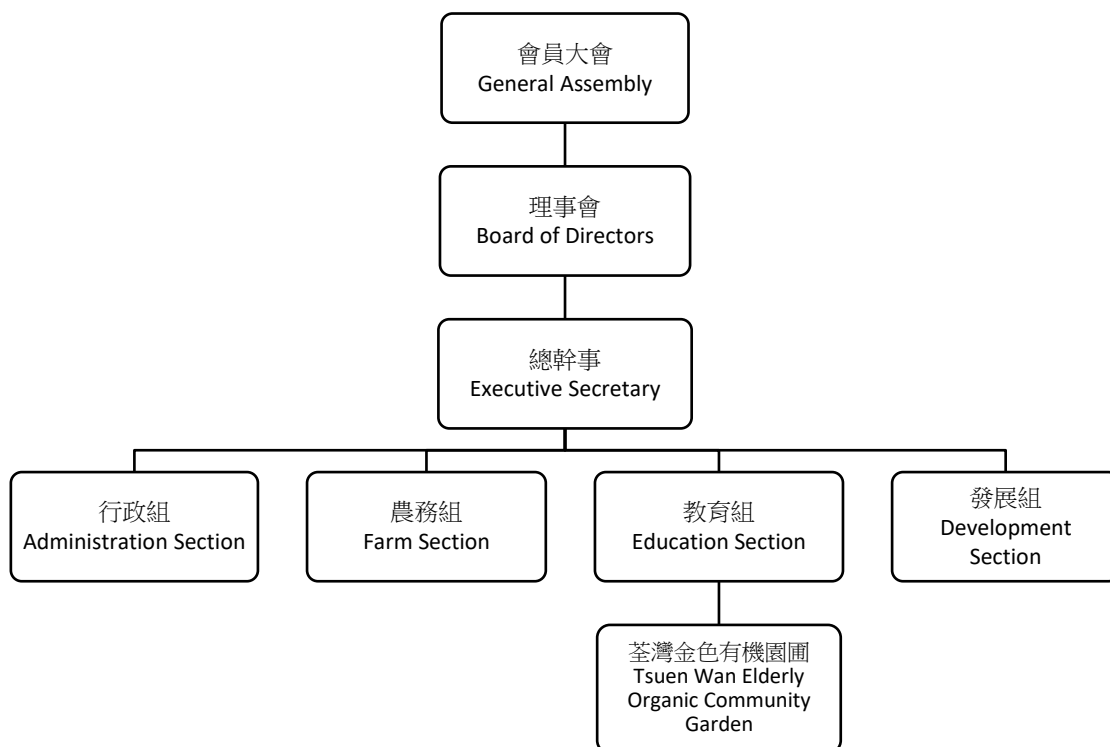 會員大會
General Assembly
理事會
Board of Directors
總幹事
Executive Secretary
行政組
Administration Section
農務組
Farm Section
教育組
Education Section
發展組
Development
Section
荃灣金色有機園圃
Tsuen Wan Elderly
Organic Community
Garden